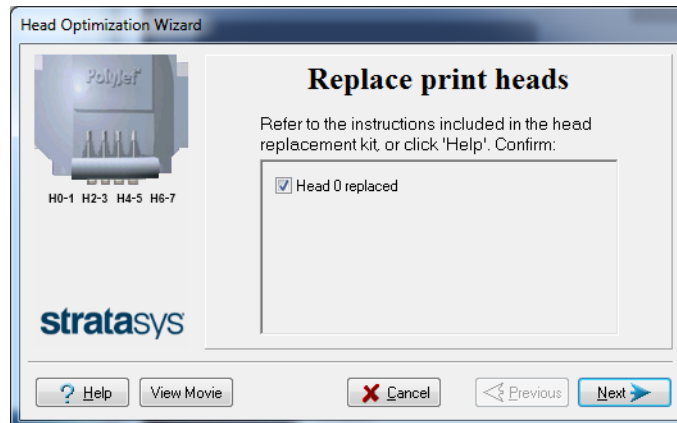 Head Optimization Wizard
PolyJet
H0-1 H2-3 H4-5 H6-7
stratasys
Replace print heads
Refer to the instructions included in the head
replacement kit, or click 'Help'. Confirm:
Head 0 replaced
? Help
View Movie
Cancel
Previous
Next